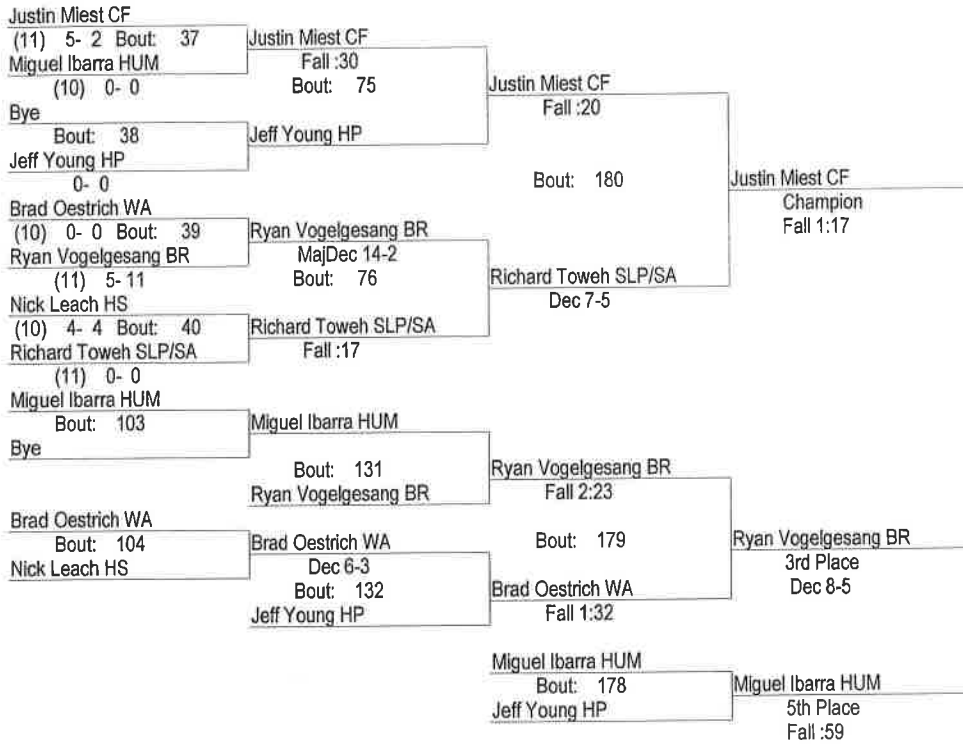 Justin Miest CF
(11) 5- 2 Bout: 37
Miguel Ibarra HUM
(10) 0- 0
Bye
Bout: 38
Jeff Young HP
0- 0
Brad Oestrich WA
(10) 0- 0 Bout: 39
Ryan Vogelgesang BR
(11) 5- 11
Nick Leach HS
(10) 4- 4 Bout: 40
Richard Toweh SLP/SA
(11) 0- 0
Miguel Ibarra HUM
Bout: 103
Bye
Brad Oestrich WA
Bout: 104
Nick Leach HS
Justin Miest CF
Fall :30
Bout: 75
Jeff Young HP
Ryan Vogelgesang BR
MajDec 14-2
Bout: 76
Richard Toweh SLP/SA
Fall :17
Miguel Ibarra HUM
Bout: 131
Ryan Vogelgesang BR
Brad Oestrich WA
Dec 6-3
Bout: 132
Jeff Young HP
Justin Miest CF
Fall :20
Bout: 180
Richard Toweh SLP/SA
Dec 7-5
Ryan Vogelgesang BR
Fall 2:23
Bout: 179
Brad Oestrich WA
Fall 1:32
Miguel Ibarra HUM
Bout: 178
Jeff Young HP
Justin Miest CF
Champion
Fall 1:17
Ryan Vogelgesang BR
3rd Place
Dec 8-5
Miguel Ibarra HUM
5th Place
Fall :59